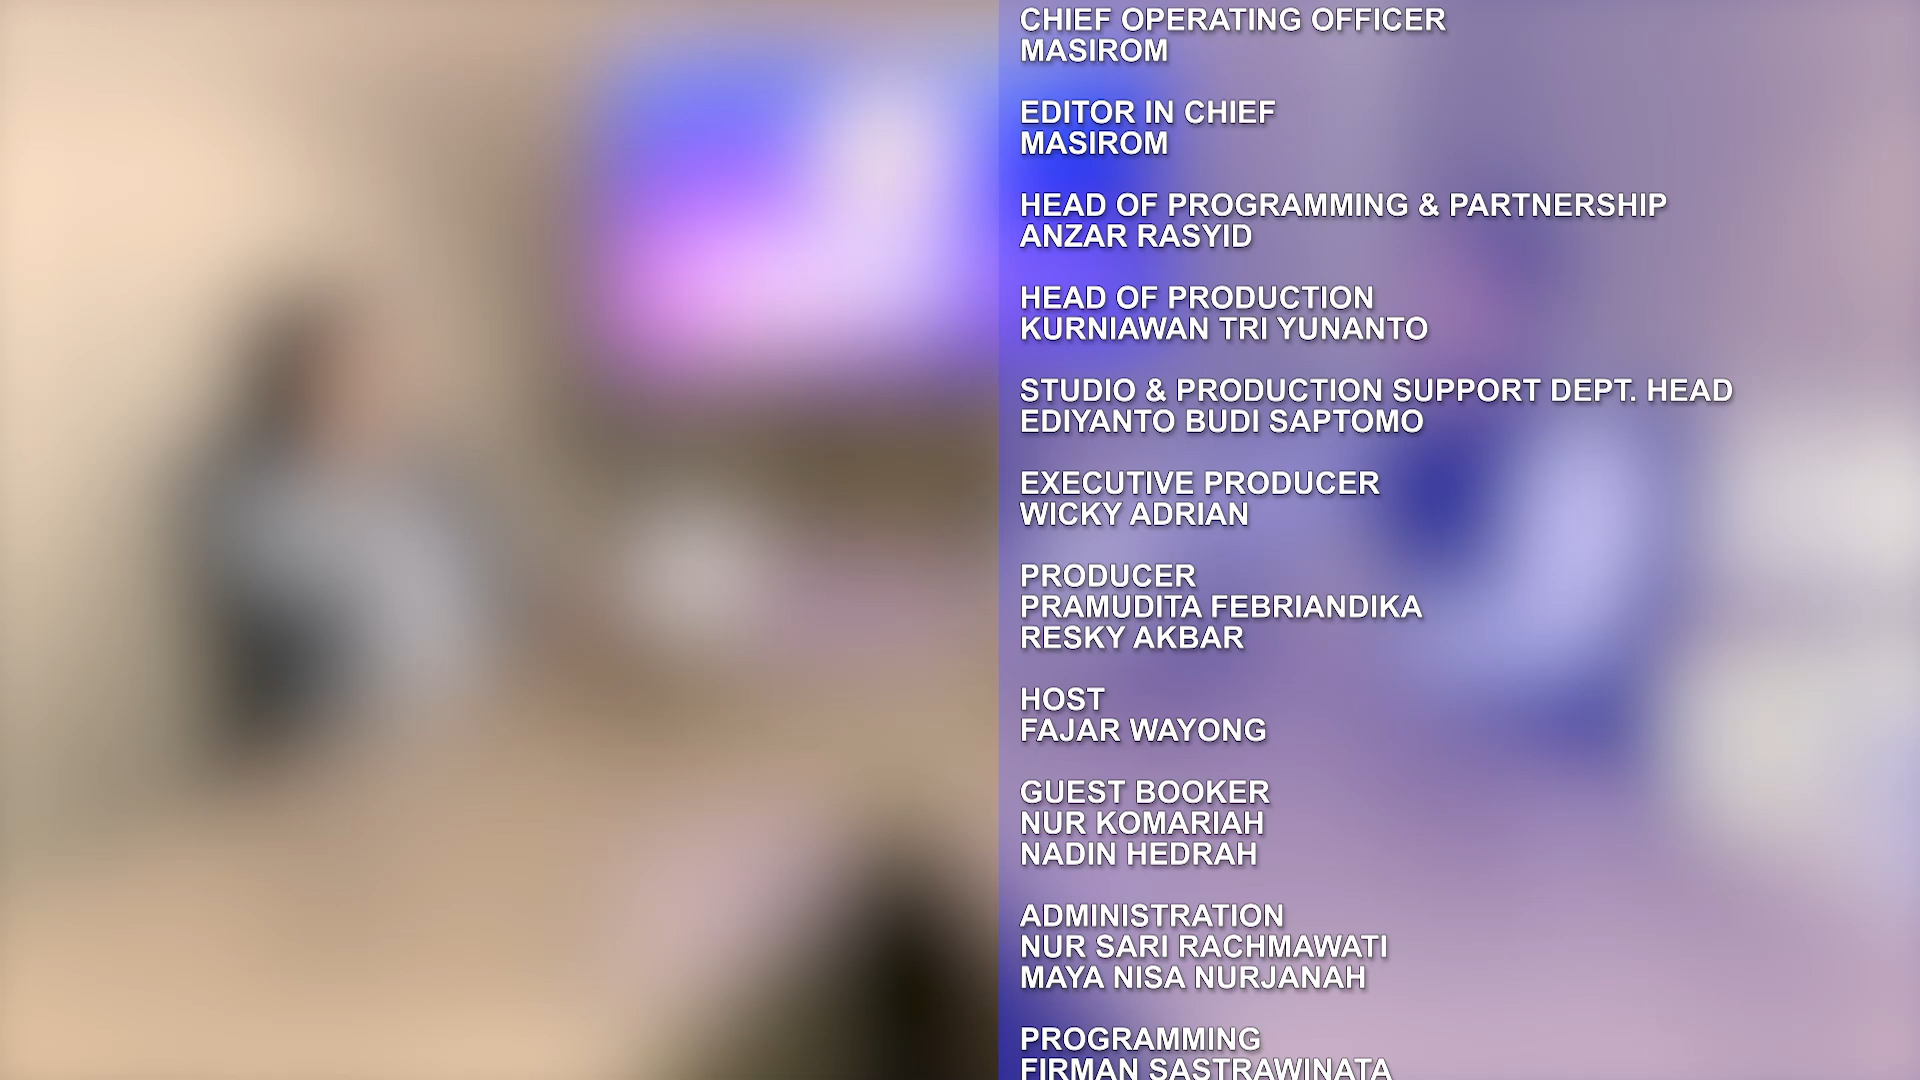 CHIEF OPERATING OFFICER
MASIROM
EDITOR IN CHIEF
MASIROM
HEAD OF PROGRAMMING & PARTNERSHIP
ANZAR RASYID
HEAD OF PRODUCTION
KURNIAWAN TRI YUNANTO
STUDIO & PRODUCTION SUPPORT DEPT. HEAD
EDIYANTO BUDI SAPTOMO
EXECUTIVE PRODUCER
WICKY ADRIAN
PRODUCER
PRAMUDITA FEBRIANDIKA
RESKY AKBAR
HOST
FAJAR WAYONG
GUEST BOOKER
NUR KOMARIAH
NADIN HEDRAH
ADMINISTRATION
NUR SARI RACHMAWATI
MAYA NISA NURJANAH
PROGRAMMING
FIRMAN SASTRAWINATA